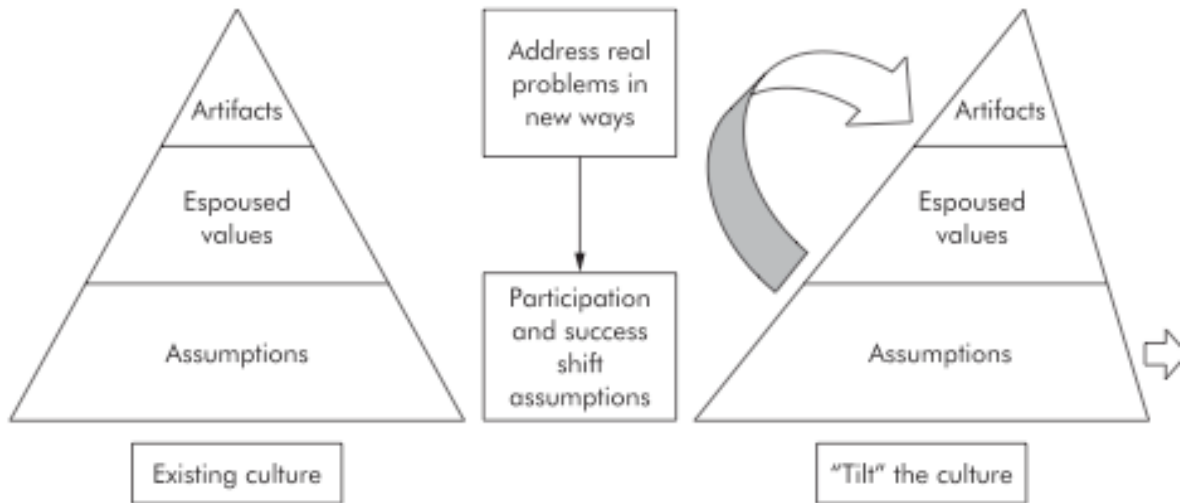 Artifacts
Espoused
values
Assumptions
Existing culture
Address real
problems in
new ways
Participation
and success
shift
assumptions
Artifacts
Espoused
values
Assumptions
"Tilt" the culture